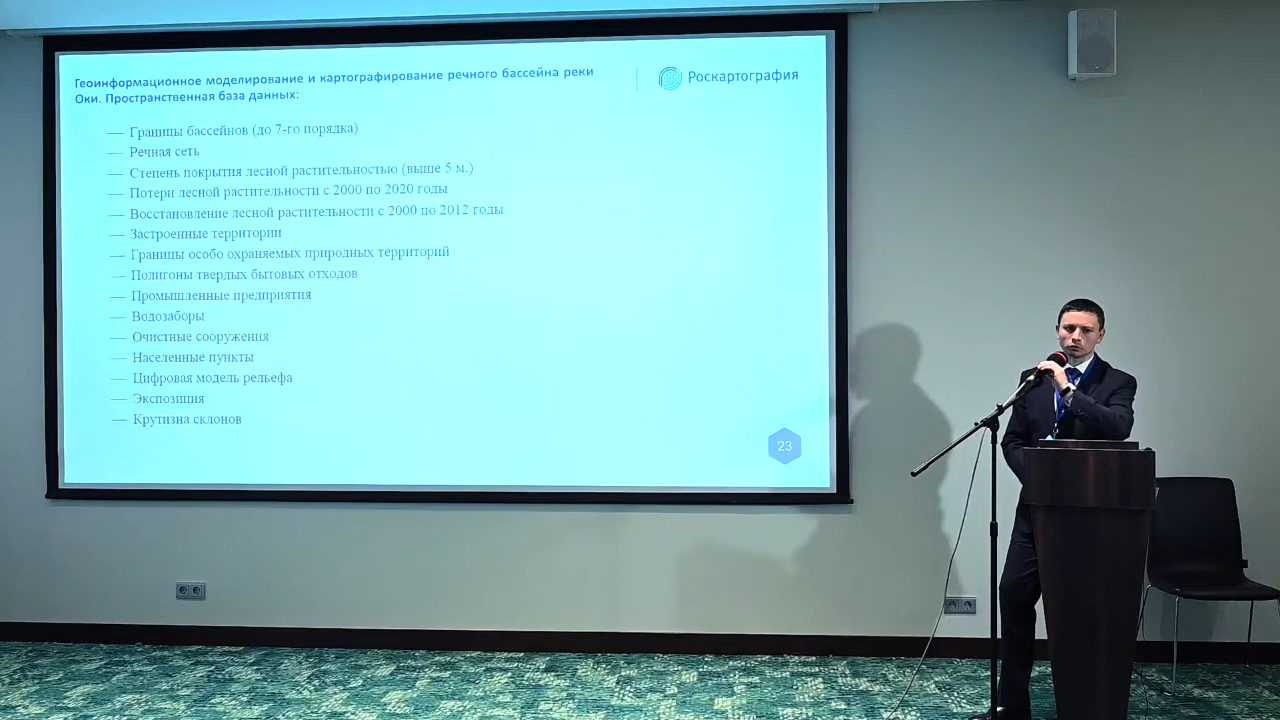 Геоинформационное моделирование и картографирование речного бассейна реки
Оки. Пространственная база данных:
Роскартография
— Границы бассейнов (до 7-го порядка)
— Речная сеть
— Степень покрытия лесной растительностью (выше 5 м.)
— Потери лесной растительности с 2000 по 2020 годы
— Восстановление лесной растительности с 2000 по 2012 годы
— Застроенные территории
— Границы особо охраняемых природных территорий
— Полигоны твердых бытовых отходов
— Промышленные предприятия
— Водозаборы
— Очистные сооружения
— Населенные пункты
— Цифровая модель рельефа
— Экспозиция
— Крутизна склонов
23